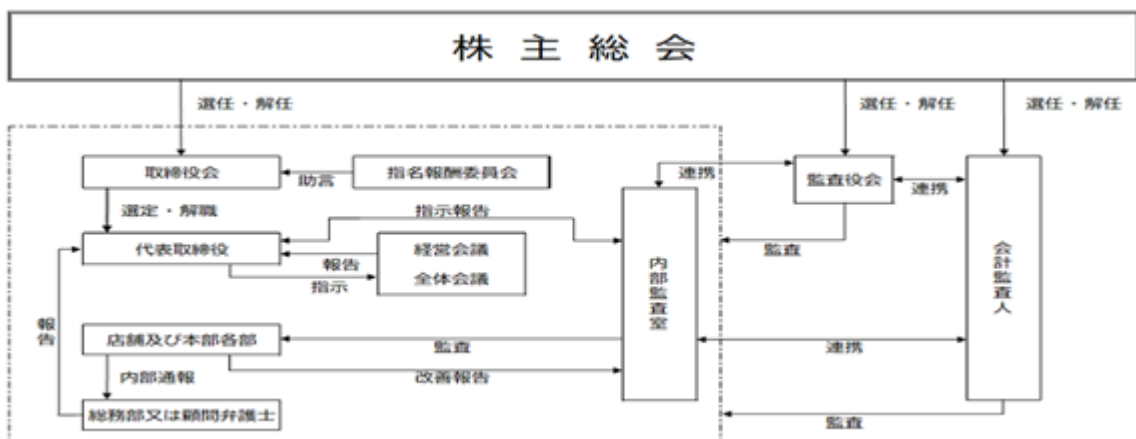 株主総会
選任・解任
選任・解任
選任・解任
取締役会
助言
指名報酬委員会
連携
監査役会
連携
選定・解職
指示報告
監査
代表取締役
報告
経営会議
全体会議
指示
内部監査室
会計監査人
報告
店舗及び本部各部
監査
連携
内部通報
改善報告
総務部又は顧問弁護士
監査